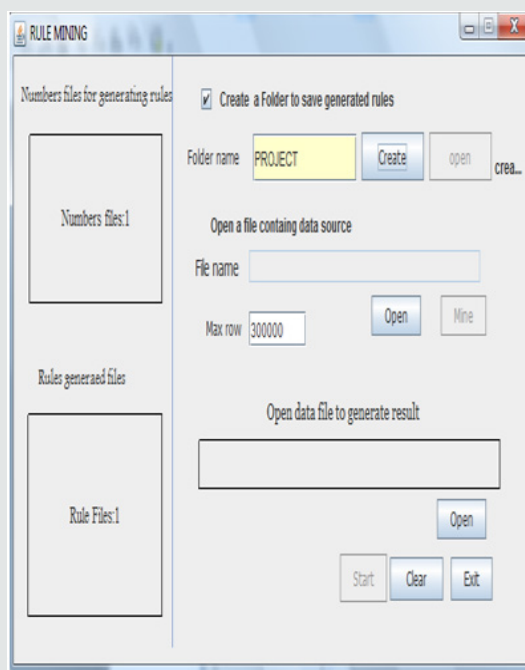 RULE MINING
Numbers files for generating rules
Numbers files:1
Rules generaed files
Rule Files:1
Create a Folder to save generated rules
Folder name PROJECT Create open crea...
Open a file containg data source
File name
Open Mine
Max row 300000
Open data file to generate result
Open
Start Clear Exit